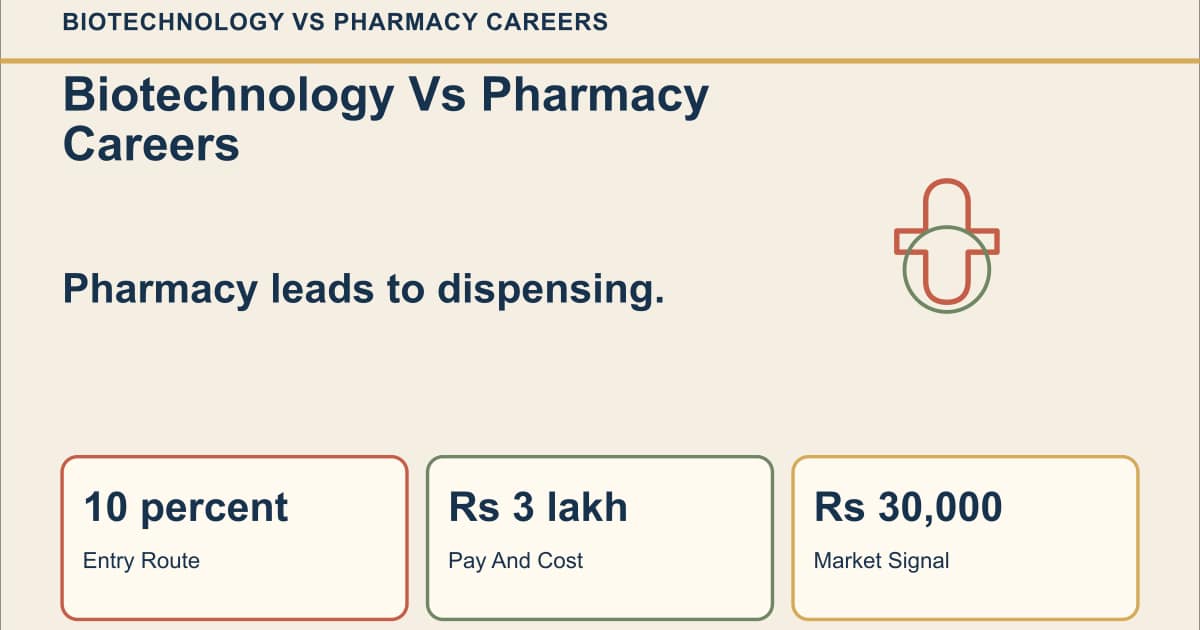 BIOTECHNOLOGY VS PHARMACY CAREERS
Biotechnology Vs Pharmacy
Careers
Pharmacy leads to dispensing.
10 percent
Entry Route
Rs 3 lakh
Pay And Cost
Rs 30,000
Market Signal